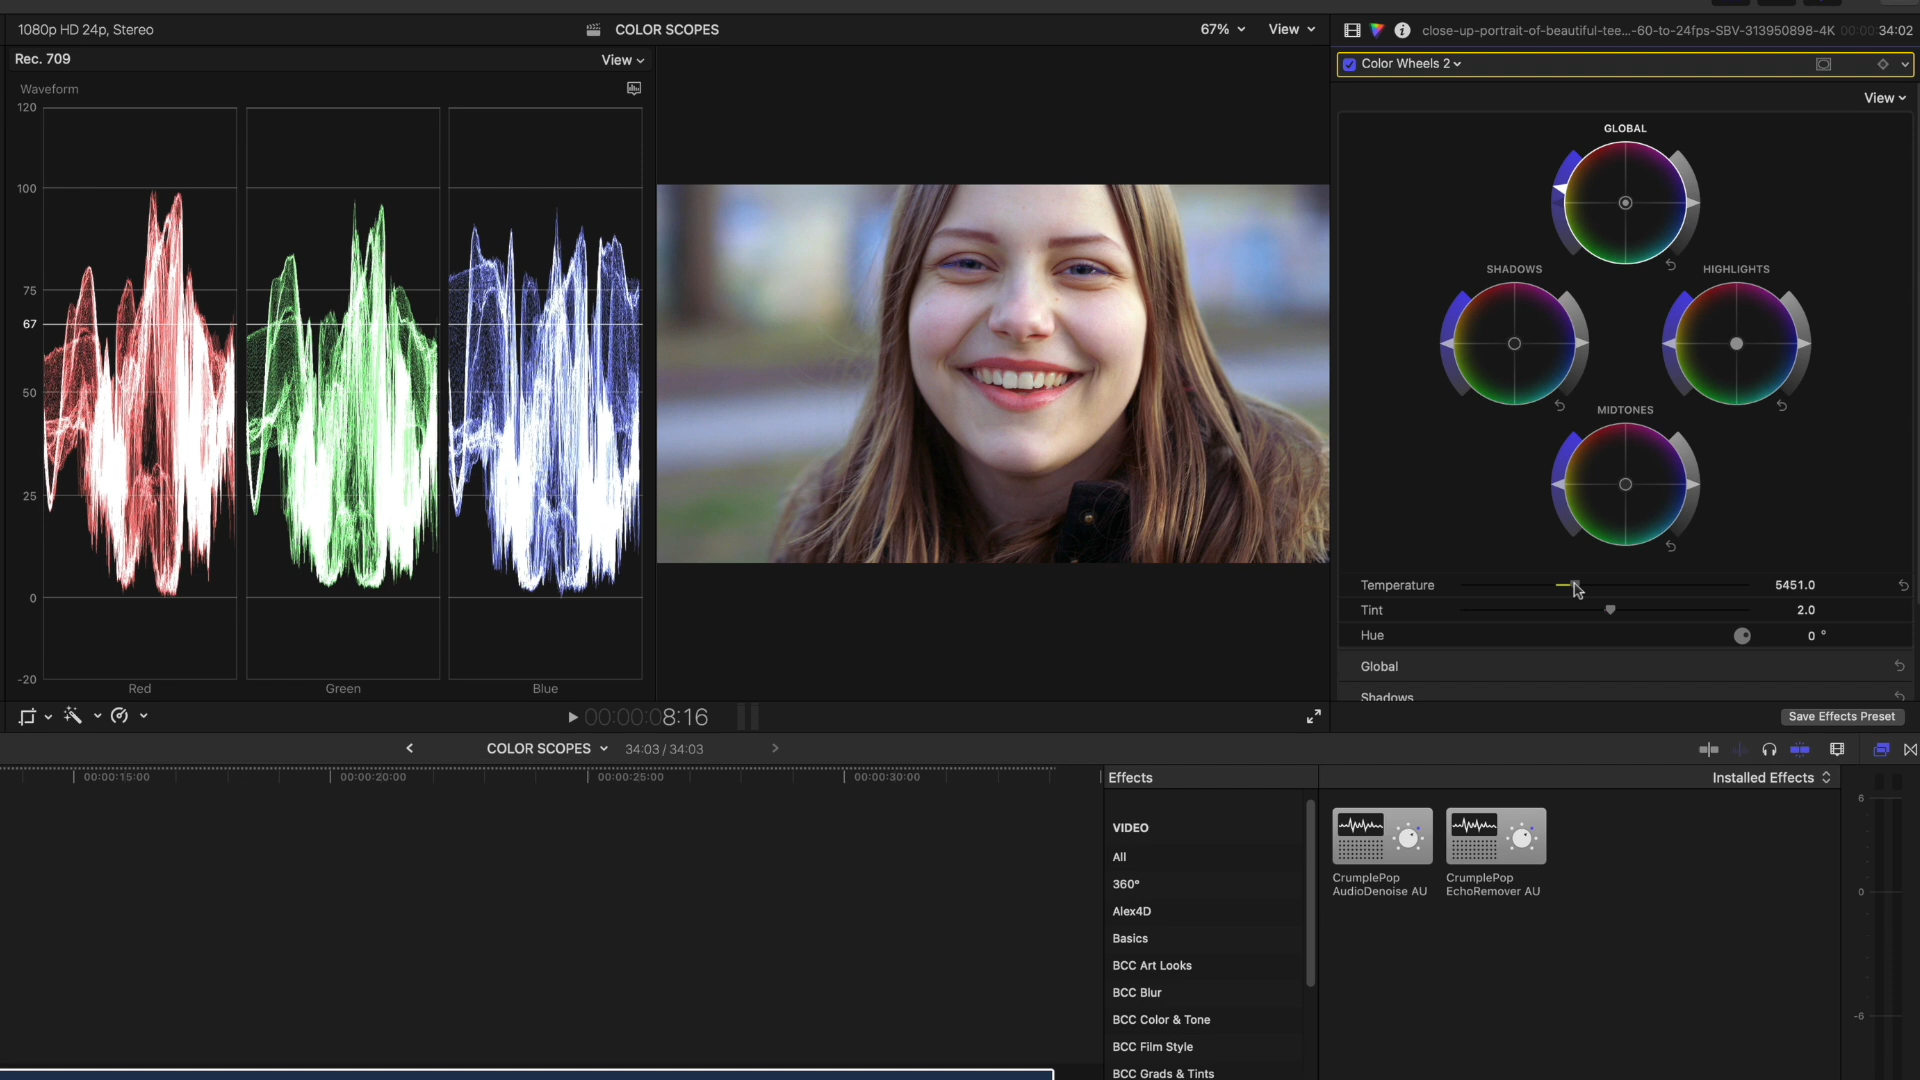 1080p HD 24p, Stereo
COLOR SCOPES
67%
View
close-up-portrait-of-beautiful-tee...-60-to-24fps-SBV-313950898-4K
00:00:34:02
Rec. 709
View
Color Wheels 2
View
Waveform
120
100
75
67
50
25
0
-20
Red
Green
Blue
GLOBAL
SHADOWS
HIGHLIGHTS
MIDTONES
Temperature
5451.0
Tint
2.0
Hue
0 °
Global
Shadows
00:00:08:16
Save Effects Preset
COLOR SCOPES
34:03 / 34:03
00:00:15:00
00:00:20:00
00:00:25:00
00:00:30:00
Effects
Installed Effects
VIDEO
All
360°
Alex4D
Basics
BCC Art Looks
BCC Blur
BCC Color & Tone
BCC Film Style
BCC Grads & Tints
CrumplePop
AudioDenoise AU
CrumplePop
EchoRemover AU
6
0
-6